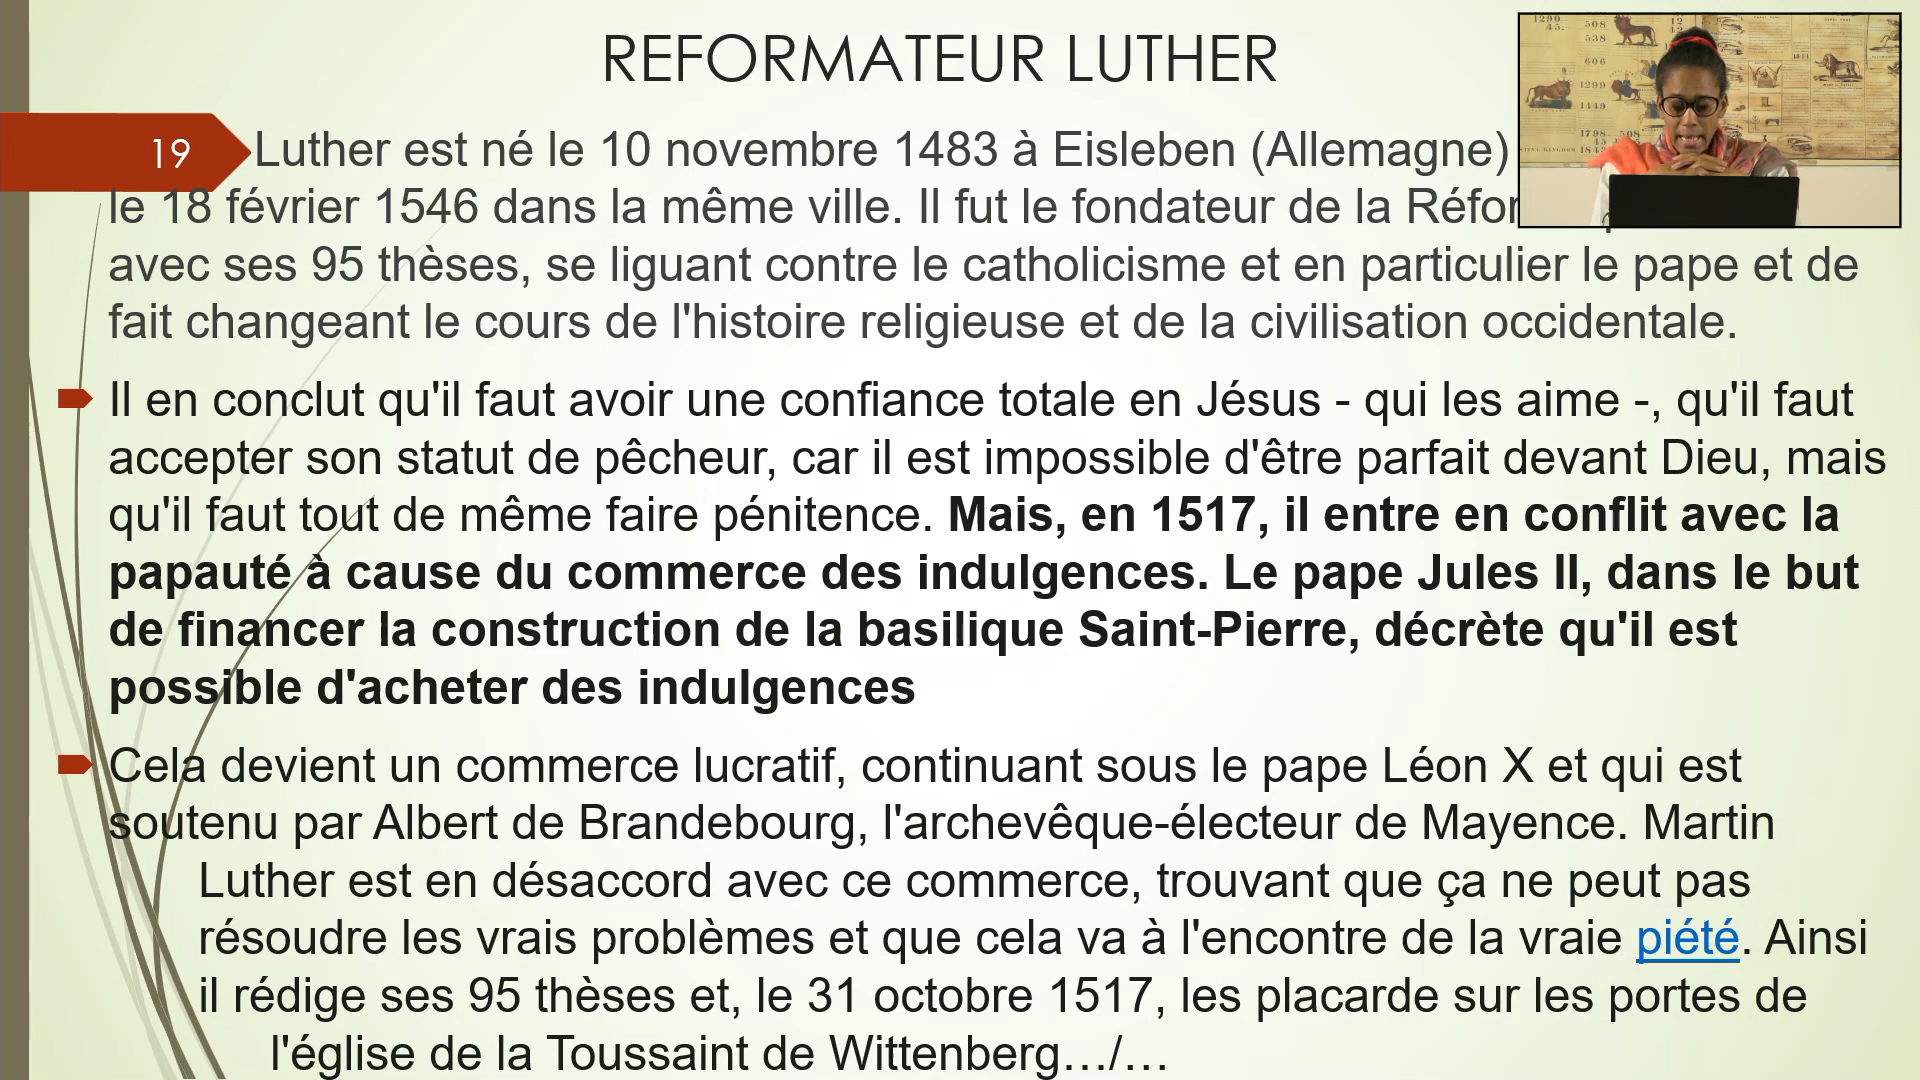 REFORMATEUR LUTHER
19
Luther est né le 10 novembre 1483 à Eisleben (Allemagne)
le 18 février 1546 dans la même ville. Il fut le fondateur de la
avec ses 95 thèses, se liguant contre le catholicisme et en particulier le pape et de
fait changeant le cours de l'histoire religieuse et de la civilisation occidentale.
Il en conclut qu'il faut avoir une confiance totale en Jésus - qui les aime -, qu'il faut
accepter son statut de pêcheur, car il est impossible d'être parfait devant Dieu, mais
qu'il faut tout de même faire pénitence. Mais, en 1517, il entre en conflit avec la
papauté à cause du commerce des indulgences. Le pape Jules II, dans le but
de financer la construction de la basilique Saint-Pierre, décrète qu'il est
possible d'acheter des indulgences
Cela devient un commerce lucratif, continuant sous le pape Léon X et qui est
soutenu par Albert de Brandebourg, l'archevêque-électeur de Mayence. Martin
Luther est en désaccord avec ce commerce, trouvant que ça ne peut pas
résoudre les vrais problèmes et que cela va à l'encontre de la vraie piété. Ainsi
il rédige ses 95 thèses et, le 31 octobre 1517, les placarde sur les portes de
l'église de la Toussaint de Wittenberg…/…
1290
508
538
606
1299
1449
1798
508